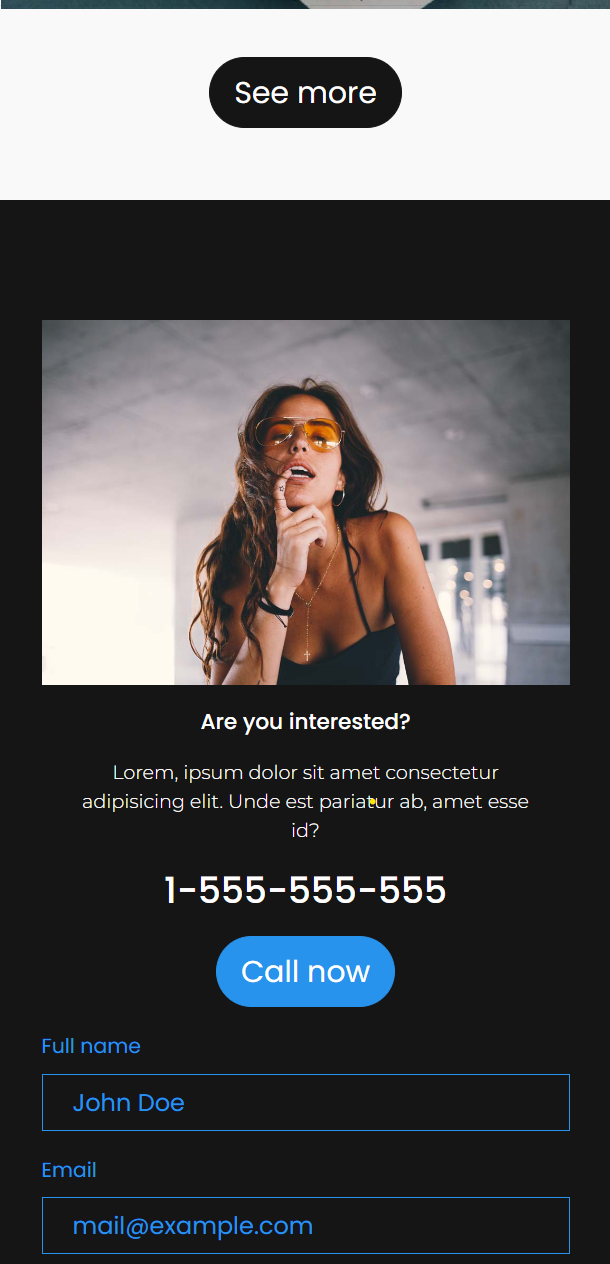 See more
Are you interested?
Lorem, ipsum dolor sit amet consectetur
adipisicing elit. Unde est pariatur ab, amet esse
id?
1-555-555-555
Call now
Full name
John Doe
Email
mail@example.com